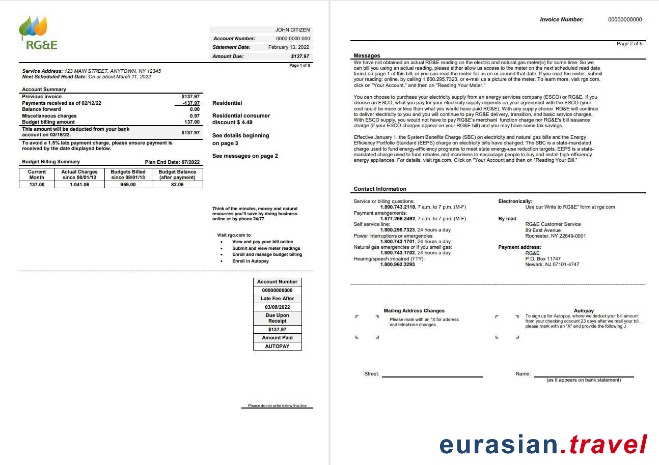 RG&E
JOHN CITIZEN
Account Number: 0000 0000 000
Statement Date: February 13, 2022
Amount Due: $137.97
Page 1 of 5
Service Address: 123 MAIN STREET, ANYTOWN, NY 12345
Next Scheduled Read Date: On or about March 11, 2022
Account Summary
Previous invoice $137.97
Payments received as of 02/12/22 -137.97
Balance forward 0.00
Miscellaneous charges 0.97
Budget billing amount 137.00
This amount will be deducted from your bank
account on $137.97
To avoid a 1.5% late payment charge, please ensure payment is
received by the date displayed below.
Residential
Residential consumer
discount $ 4.49
See details beginning
on page 3
See messages on page 2
Budget Billing Summary Plan End Date: 07/2022
Current Month Actual Charges since 08/01/13 Budgets Billed since 08/01/13 Budget Balance (after payment)
137.00 1,041.06 959.00 82.06
Think of the minutes, money and natural
resources you'll save by doing business
online or by phone 24/7
Visit rge.com to
• View and pay your bill online
• Submit and view meter readings
• Enroll and manage budget billing
• Enroll in Autopay
Account Number
00000000000
Late Fee After
03/08/2022
Due Upon
Receipt
$137.97
Amount Paid
AUTOPAY
Please do not write below this line
Invoice Number: 00000000000
Page 2 of 5
Messages
We have not obtained an actual RG&E reading on the electric and natural gas meter(s) for some time. So we
can bill you using an actual reading, please either allow us access to the meter on the next scheduled read date
found on page 1 of this bill, or you can read the meter for us on or around that date. If you read the meter, submit
your reading: online, by calling 1.800.295.7323, or e-mail us a picture of the meter. To learn more, visit rge.com,
click on "Your Account," and then on "Reading Your Meter."
You can choose to purchase your electricity supply from an energy services company (ESCO) or RG&E. If you
choose an ESCO, what you pay for your electricity supply depends on your agreement with the ESCO (your
cost could be more or less than what you would have paid RG&E). With any supply choice, RG&E will continue
to deliver electricity to you and you will continue to pay RG&E delivery, transition, and basic service charges.
With ESCO supply, you would not have to pay RG&E's merchant function charge nor RG&E's bill issuance
charge (if your ESCO charges appear on your RG&E bill) and you may have some tax savings.
Effective January 1, the System Benefits Charge (SBC) on electricity and natural gas bills and the Energy
Efficiency Portfolio Standard (EEPS) charge on electricity bills have changed. The SBC is a state-mandated
charge used to fund energy-efficiency programs to meet state energy-use reduction targets. EEPS is a state-
mandated charge used to fund rebates and incentives to encourage people to buy and install high-efficiency
energy appliances. For details, visit rge.com. Click on "Your Account" and then on "Reading Your Bill."
Contact Information
Service or billing questions:
1.800.743.2110, 7 a.m. to 7 p.m. (M-F)
Payment arrangements:
1.877.266.3492, 7 a.m. to 7 p.m. (M-F)
Self service line:
1.800.295.7323, 24 hours a day
Power interruptions or emergencies
1.800.743.1701, 24 hours a day
Natural gas emergencies or if you smell gas:
1.800.743.1702, 24 hours a day
Hearing/speech impaired (TTY):
1.800.962.3293
Electronically:
Use our Write to RG&E" form at rge.com
By mail:
RG&E Customer Service
89 East Avenue
Rochester, NY 22649-0001
Payment address:
RG&E
P.O. Box 11747
Newark, NJ 07101-4747
Mailing Address Changes
Please mark with an "X" for address
and telephone changes.
Autopay
To sign up for Autopay, where we deduct your bill amount
from your checking account 23 days after we mail your bill,
please mark with an "X" and provide the following
Street:
Name:
(as it appears on bank statement)
eurasian.travel